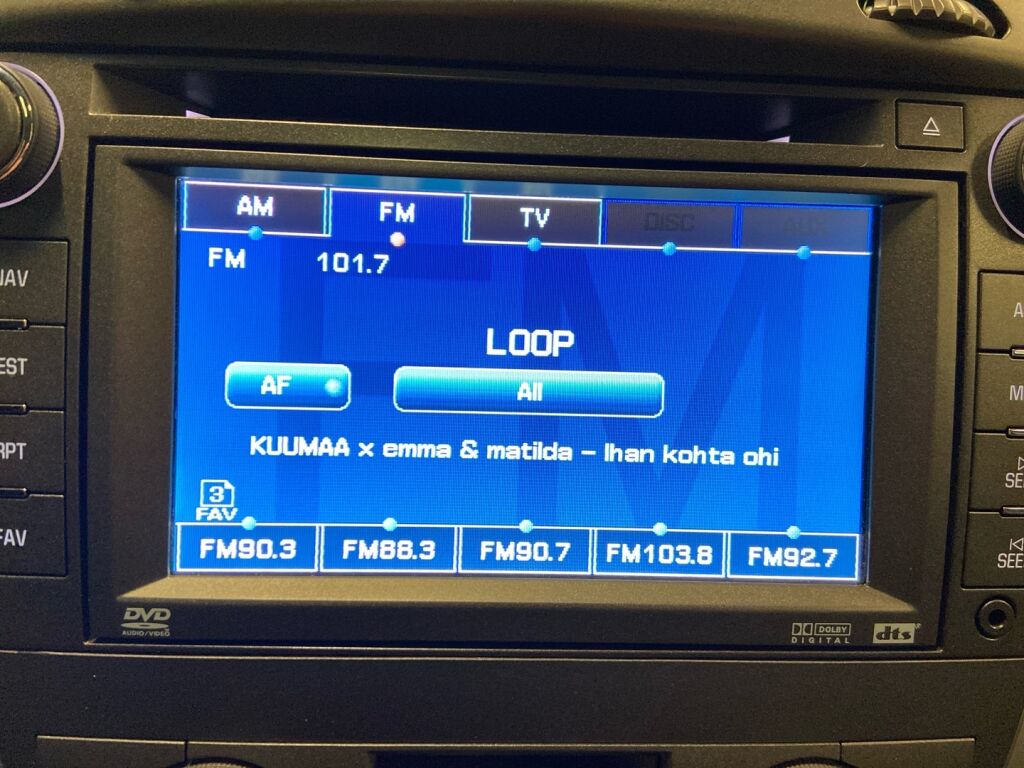 AM FM TV DISC AUX
FM 101.7
LOOP
AF All
KUUMAA x emma & matilda - Ihan kohta ohi
3
FAV
FM90.3 FM88.3 FM90.7 FM103.8 FM92.7
NAV
EST
RPT
FAV
A
M
SEE
SEE
DVD
AUDIO/VIDEO
DOLBY
DIGITAL
dts